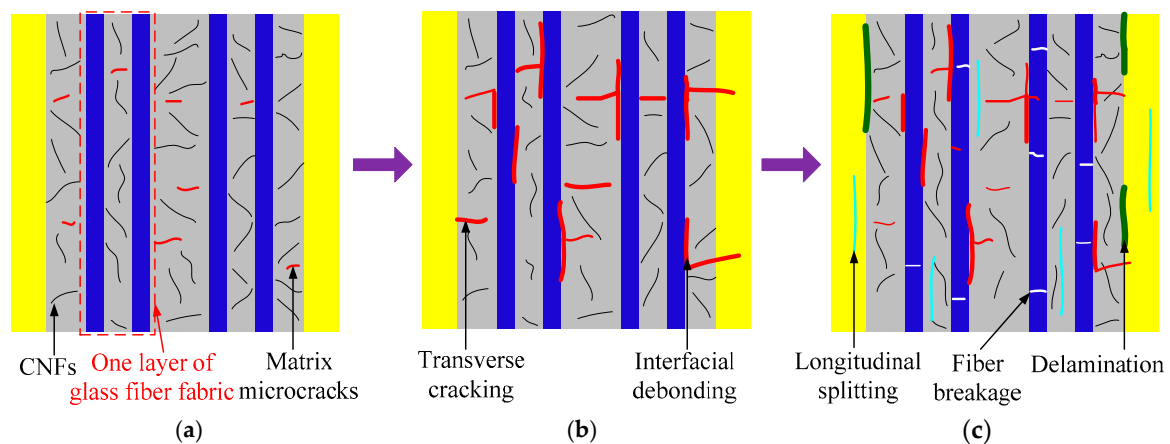 CNFs
One layer of
glass fiber fabric
Matrix
microcracks
Transverse
cracking
Interfacial
debonding
Longitudinal
splitting
Fiber
breakage
Delamination
(a)
(b)
(c)